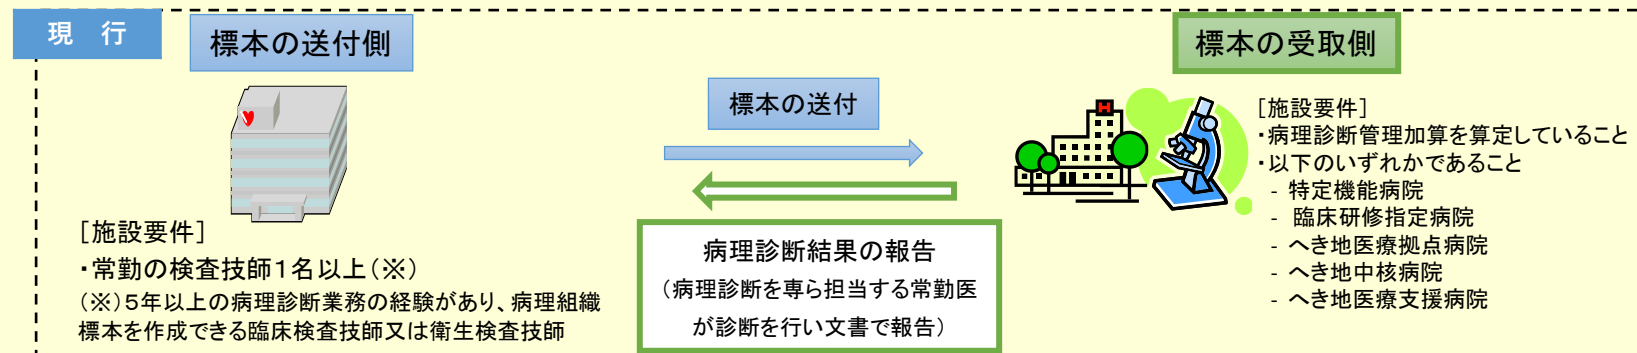 現 行
標本の送付側
[施設要件]
・常勤の検査技師1名以上(※)
(※)5年以上の病理診断業務の経験があり、病理組織
標本を作成できる臨床検査技師又は衛生検査技師
標本の送付
病理診断結果の報告
(病理診断を専ら担当する常勤医
が診断を行い文書で報告)
標本の受取側
H
[施設要件]
・病理診断管理加算を算定していること
・以下のいずれかであること
- 特定機能病院
- 臨床研修指定病院
- へき地医療拠点病院
- へき地中核病院
- へき地医療支援病院